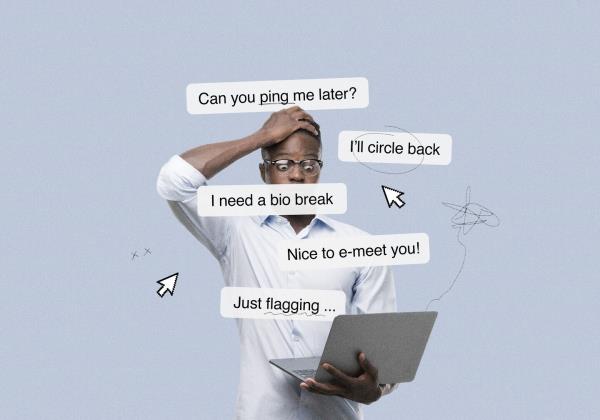 Can you ping me later?
I'll circle back
I need a bio break
Nice to e-meet you!
Just flagging ...